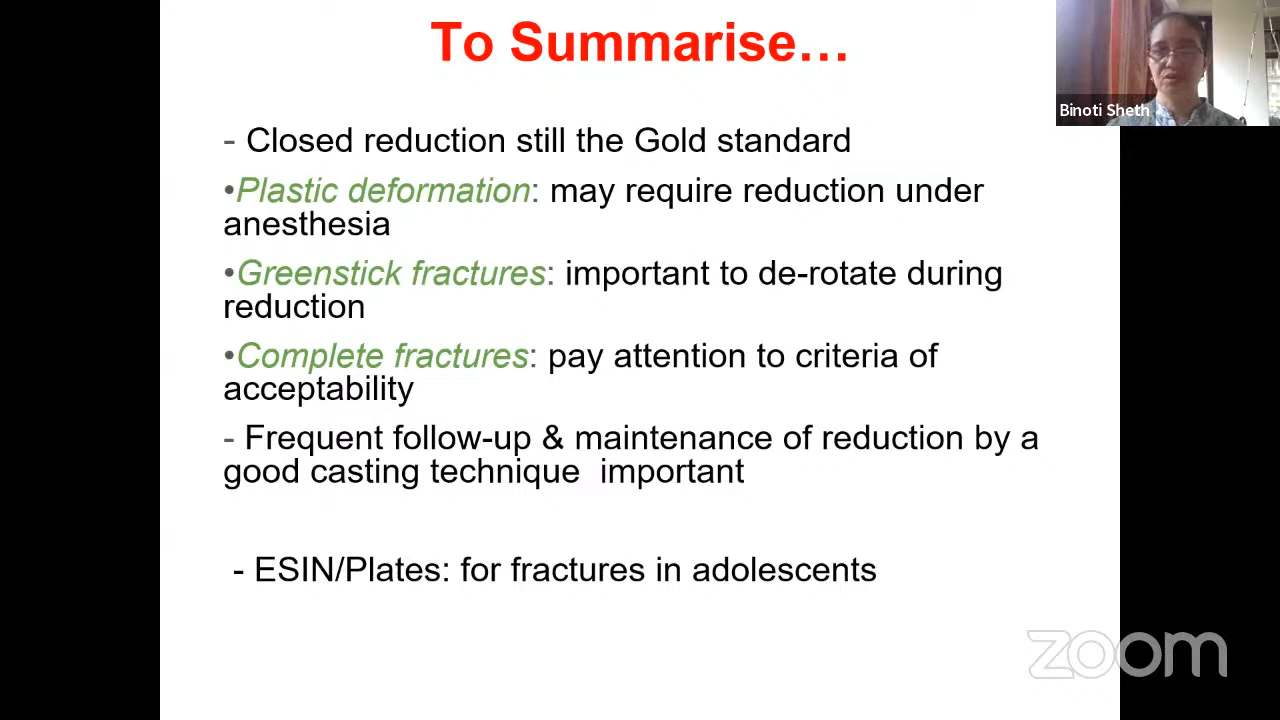 To Summarise…
Binoti Sheth
- Closed reduction still the Gold standard
•Plastic deformation: may require reduction under
anesthesia
•Greenstick fractures: important to de-rotate during
reduction
•Complete fractures: pay attention to criteria of
acceptability
- Frequent follow-up & maintenance of reduction by a
good casting technique  important
- ESIN/Plates: for fractures in adolescents
zoom